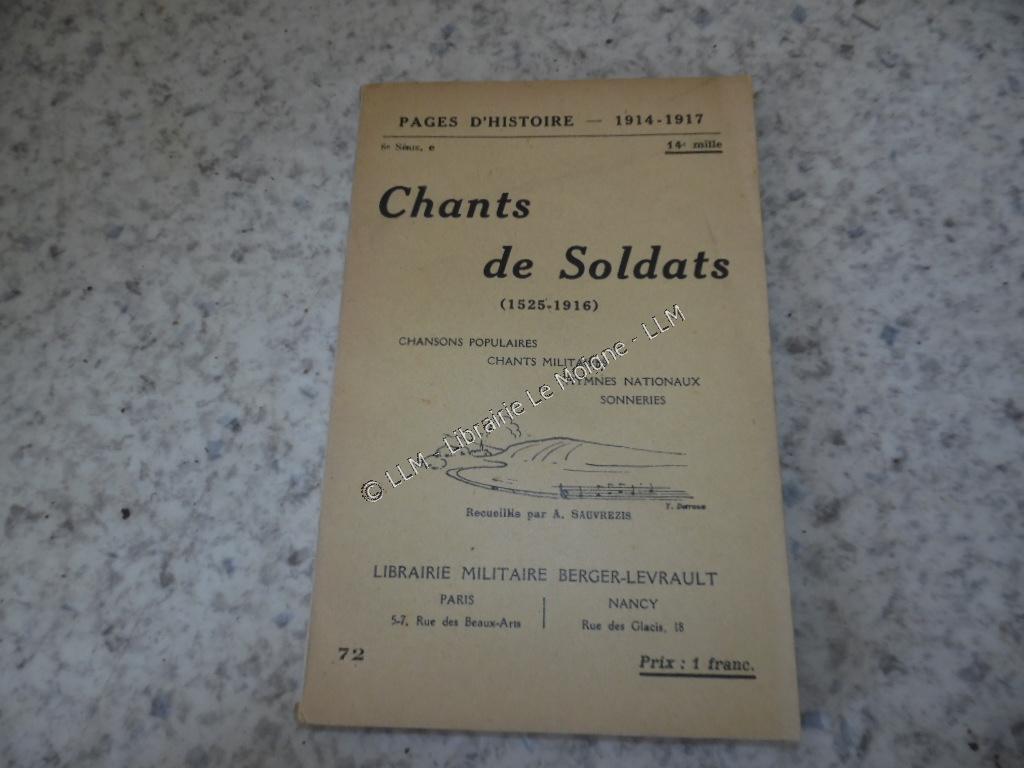 PAGES D'HISTOIRE — 1914-1917
14e mille
Chants
de Soldats
(1525-1916)
CHANSONS POPULAIRES
CHANTS
HYMNES NATIONAUX
SONNERIES
© LLM - Librairie Le Moigne - LLM
Recueillis par A. SAUVREZIS
LIBRAIRIE MILITAIRE BERGER-LEVRAULT
PARIS
5-7, Rue des Beaux-Arts
NANCY
Rue des Glacis, 18
72
Prix : 1 franc.